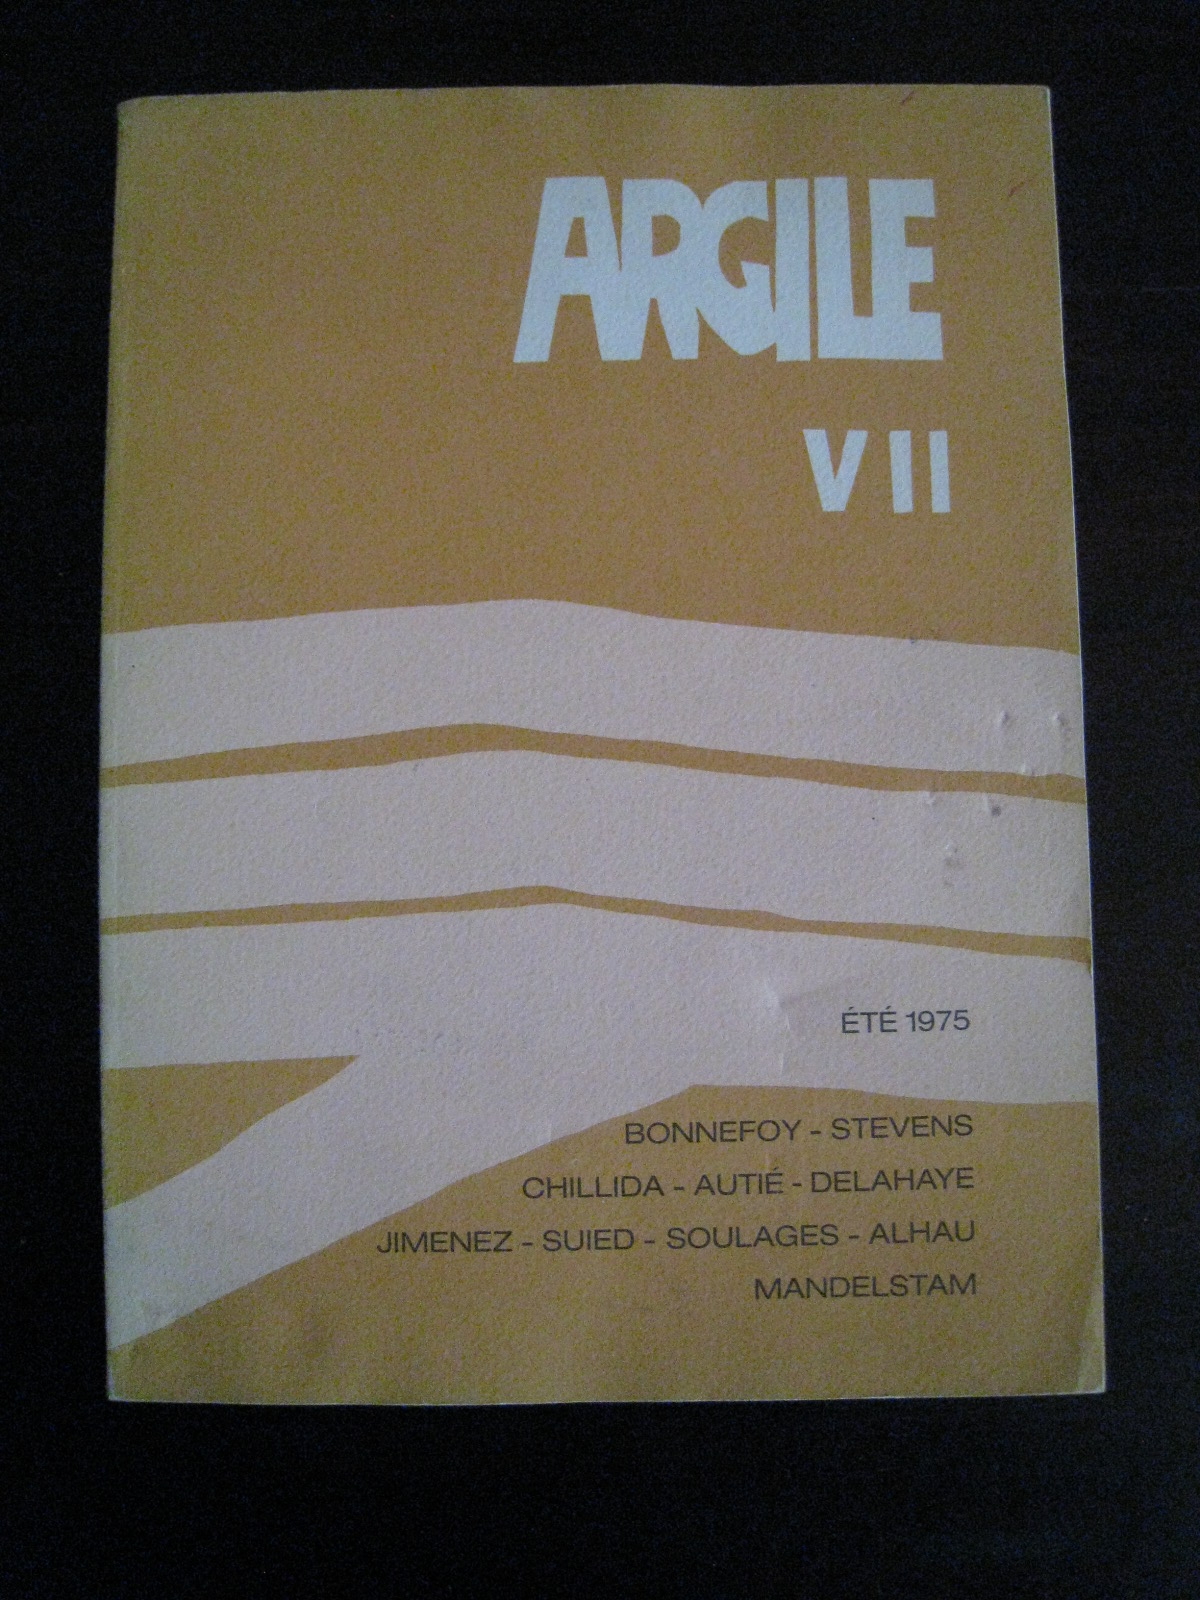 ARGILE
VII
ÉTÉ 1975
BONNEFOY - STEVENS
CHILLIDA - AUTIÉ - DELAHAYE
JIMENEZ - SUIED - SOULAGES - ALHAU
MANDELSTAM